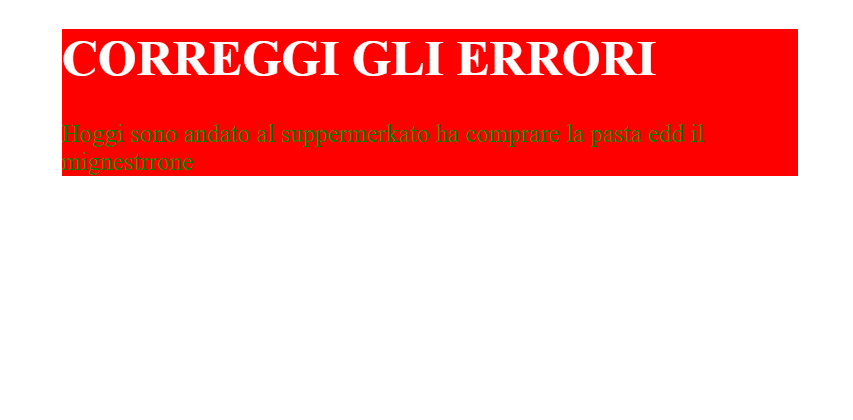 CORREGGI GLI ERRORI
Hoggi sono andato al suppermerkato ha comprare la pasta edd il
mignestrrone